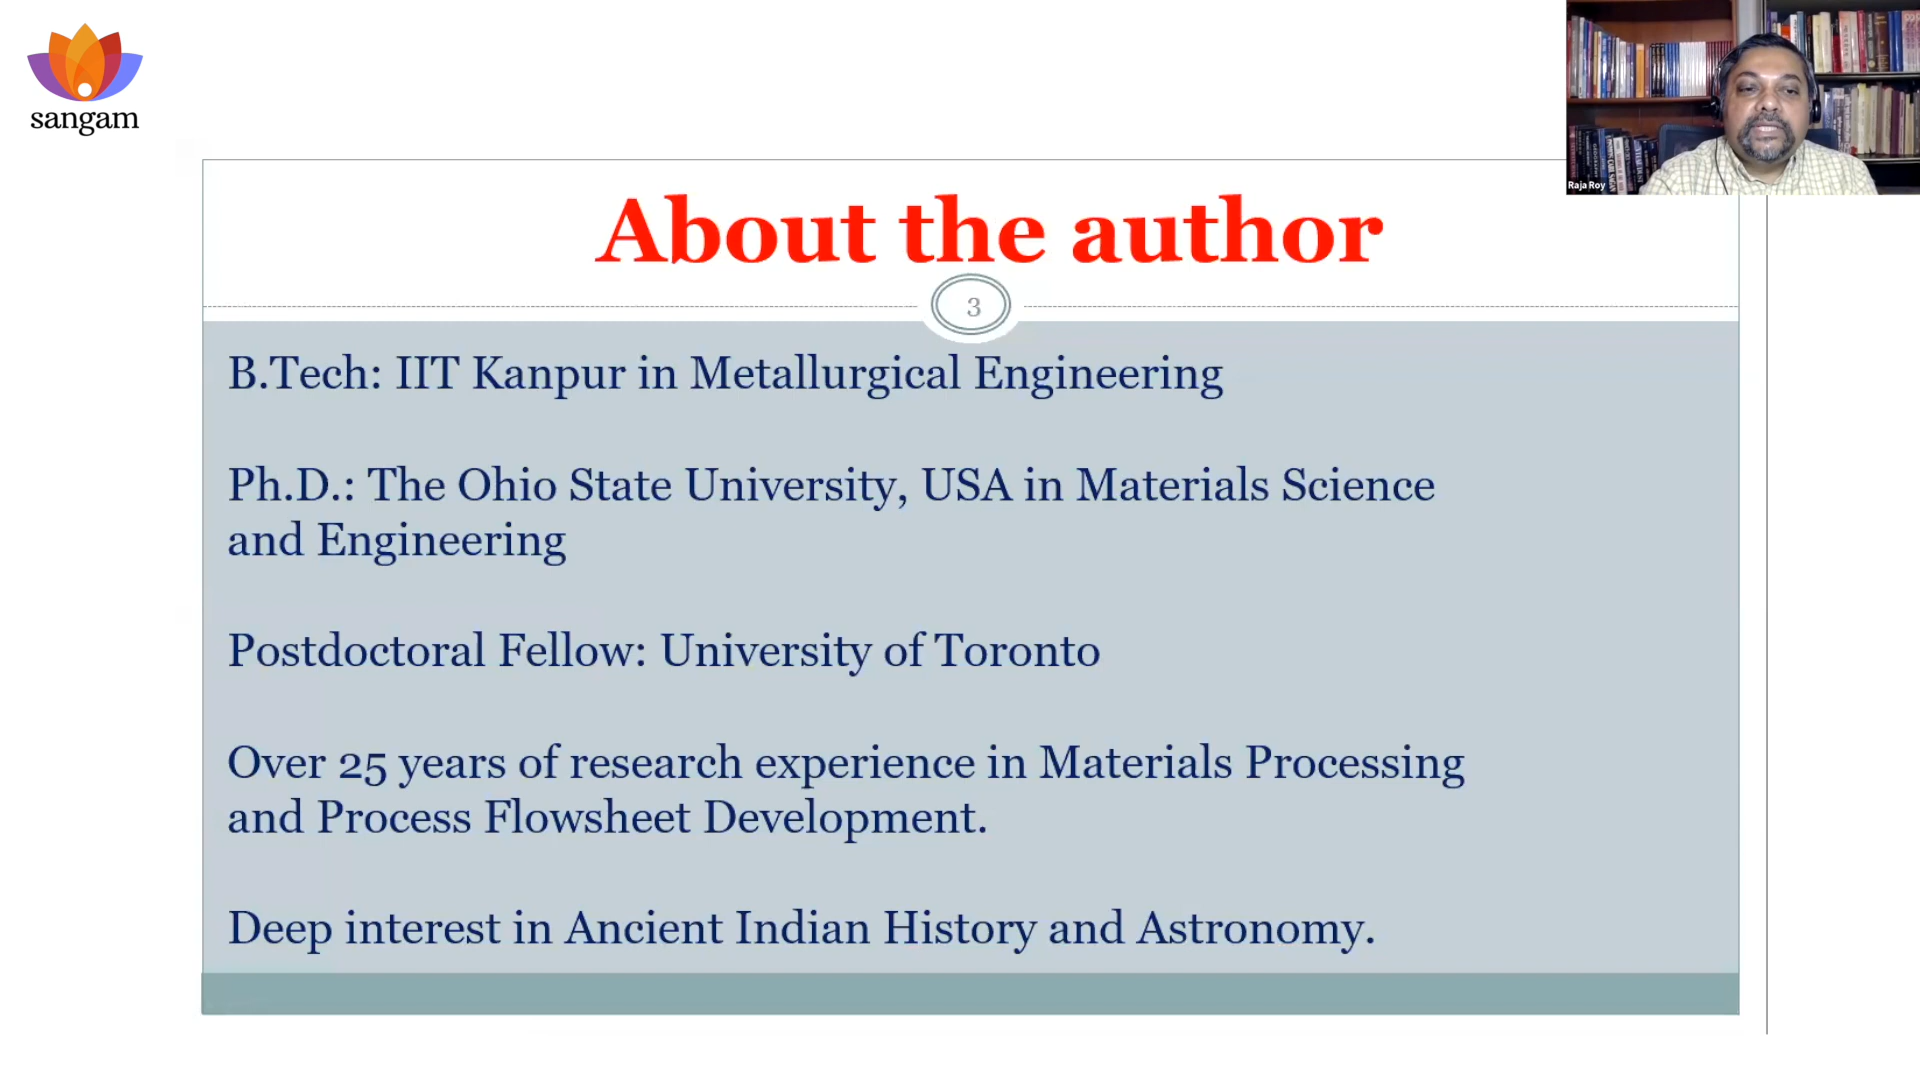 sangam
Raja Roy
About the author
3
B.Tech: IIT Kanpur in Metallurgical Engineering
Ph.D.: The Ohio State University, USA in Materials Science
and Engineering
Postdoctoral Fellow: University of Toronto
Over 25 years of research experience in Materials Processing
and Process Flowsheet Development.
Deep interest in Ancient Indian History and Astronomy.